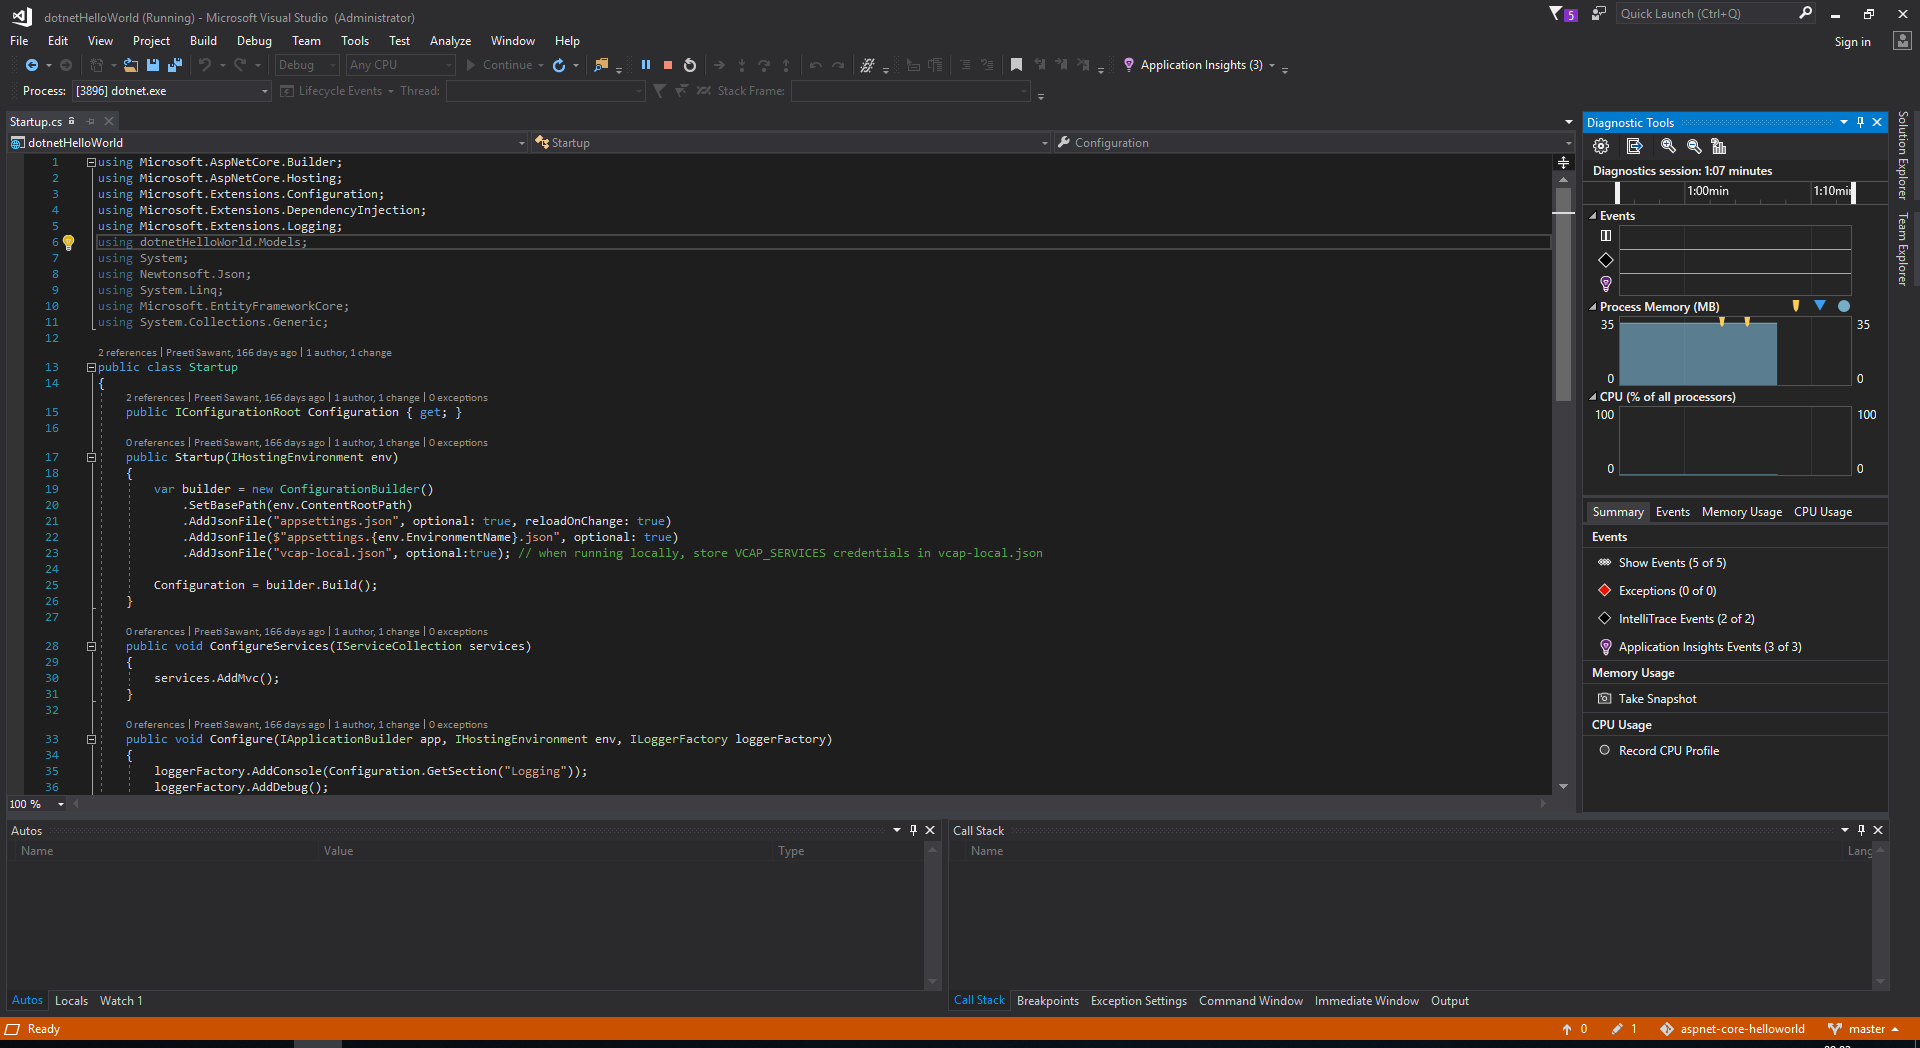 dotnetHelloWorld (Running) - Microsoft Visual Studio (Administrator)
5
Quick Launch (Ctrl+Q)
File Edit View Project Build Debug Team Tools Test Analyze Window Help
Sign in
Debug Any CPU Continue Application Insights (3)
Process: [3896] dotnet.exe Lifecycle Events Thread: Stack Frame:
Startup.cs
dotnetHelloWorld Startup Configuration
1 using Microsoft.AspNetCore.Builder;
2 using Microsoft.AspNetCore.Hosting;
3 using Microsoft.Extensions.Configuration;
4 using Microsoft.Extensions.DependencyInjection;
5 using Microsoft.Extensions.Logging;
6 using dotnetHelloWorld.Models;
7 using System;
8 using Newtonsoft.Json;
9 using System.Linq;
10 using Microsoft.EntityFrameworkCore;
11 using System.Collections.Generic;
12
2 references | Preeti Sawant, 166 days ago | 1 author, 1 change
13 public class Startup
14 {
2 references | Preeti Sawant, 166 days ago | 1 author, 1 change | 0 exceptions
15 public IConfigurationRoot Configuration { get; }
16
0 references | Preeti Sawant, 166 days ago | 1 author, 1 change | 0 exceptions
17 public Startup(IHostingEnvironment env)
18 {
19 var builder = new ConfigurationBuilder()
20 .SetBasePath(env.ContentRootPath)
21 .AddJsonFile("appsettings.json", optional: true, reloadOnChange: true)
22 .AddJsonFile($"appsettings.{env.EnvironmentName}.json", optional: true)
23 .AddJsonFile("vcap-local.json", optional:true); // when running locally, store VCAP_SERVICES credentials in vcap-local.json
24
25 Configuration = builder.Build();
26 }
27
0 references | Preeti Sawant, 166 days ago | 1 author, 1 change | 0 exceptions
28 public void ConfigureServices(IServiceCollection services)
29 {
30 services.AddMvc();
31 }
32
0 references | Preeti Sawant, 166 days ago | 1 author, 1 change | 0 exceptions
33 public void Configure(IApplicationBuilder app, IHostingEnvironment env, ILoggerFactory loggerFactory)
34 {
35 loggerFactory.AddConsole(Configuration.GetSection("Logging"));
36 loggerFactory.AddDebug();
100 %
Diagnostic Tools
Diagnostics session: 1:07 minutes
1:00min 1:10min
Events
Process Memory (MB)
35 35
0 0
CPU (% of all processors)
100 100
0 0
Summary Events Memory Usage CPU Usage
Events
Show Events (5 of 5)
Exceptions (0 of 0)
IntelliTrace Events (2 of 2)
Application Insights Events (3 of 3)
Memory Usage
Take Snapshot
CPU Usage
Record CPU Profile
Solution Explorer
Team Explorer
Autos
Name Value Type
Autos Locals Watch 1
Call Stack
Name Lang
Call Stack Breakpoints Exception Settings Command Window Immediate Window Output
Ready 0 1 aspnet-core-helloworld master